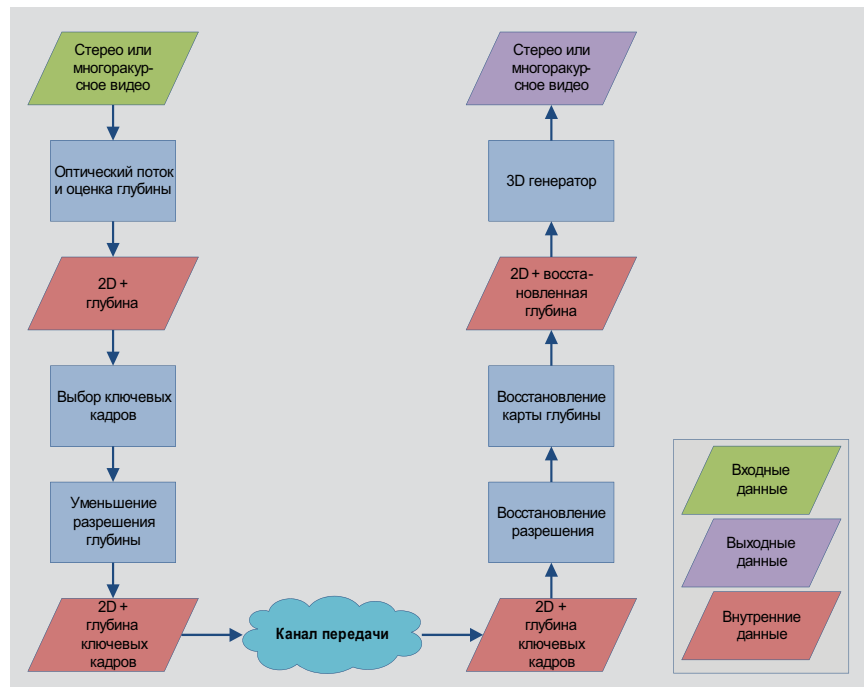 Стерео или
многоракур-
сное видео
Оптический поток
и оценка глубины
2D +
глубина
Выбор ключевых
кадров
Уменьшение
разрешения
глубины
2D +
глубина
ключевых
кадров
Канал передачи
2D +
глубина
ключевых
кадров
Восстановление
разрешения
Восстановление
карты глубины
2D + восста-
новленная
глубина
3D генератор
Стерео или
многоракур-
сное видео
Входные
данные
Выходные
данные
Внутренние
данные